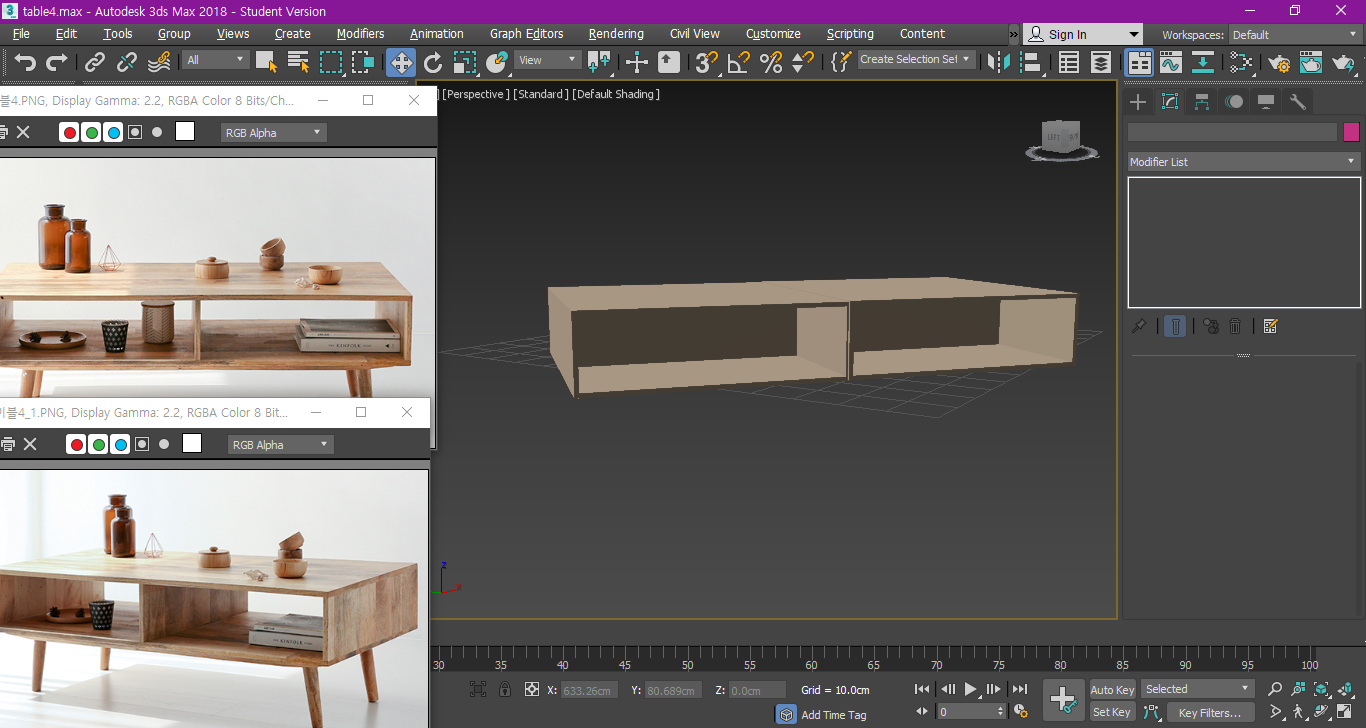 table4.max - Autodesk 3ds Max 2018 - Student Version
File Edit Tools Group Views Create Modifiers Animation Graph Editors Rendering Civil View Customize Scripting Content » Sign In Workspaces: Default
All View Create Selection Set
[Perspective ] [Standard ] [Default Shading ]
블4.PNG, Display Gamma: 2.2, RGBA Color 8 Bits/Ch...
RGB Alpha
LEFT
Modifier List
KINFOLK
블4_1.PNG, Display Gamma: 2.2, RGBA Color 8 Bit...
RGB Alpha
KINFOLK
z
x
30 35 40 45 50 55 60 65 70 75 80 85 90 95 100
X: 633.26cm Y: 80.689cm Z: 0.0cm Grid = 10.0cm
Auto Key Selected
0
Add Time Tag
Set Key Key Filters...